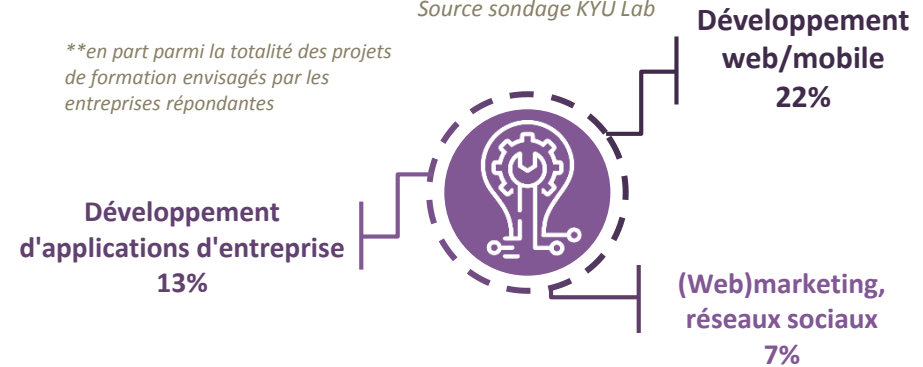 Source sondage KYU Lab
**en part parmi la totalité des projets
de formation envisagés par les
entreprises répondantes
Développement
web/mobile
22%
Développement
d'applications d'entreprise
13%
(Web)marketing,
réseaux sociaux
7%